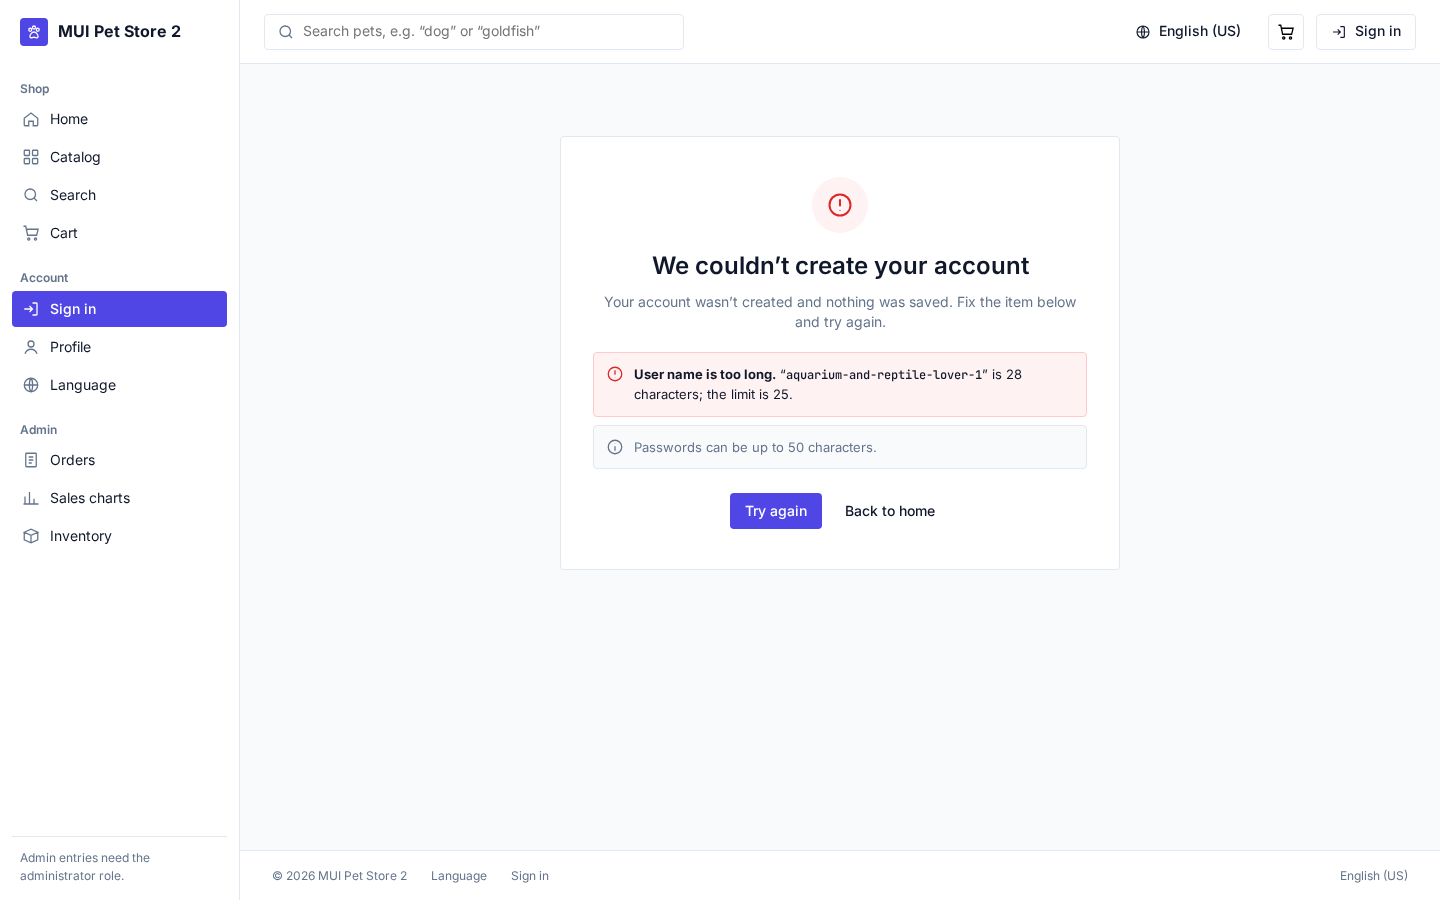 MUI Pet Store 2
Search pets, e.g. “dog” or “goldfish”
English (US)
Sign in
Shop
Home
Catalog
Search
Cart
Account
Sign in
Profile
Language
Admin
Orders
Sales charts
Inventory
Admin entries need the
administrator role.
We couldn’t create your account
Your account wasn’t created and nothing was saved. Fix the item below
and try again.
User name is too long. “aquarium-and-reptile-lover-1” is 28
characters; the limit is 25.
Passwords can be up to 50 characters.
Try again
Back to home
© 2026 MUI Pet Store 2
Language
Sign in
English (US)